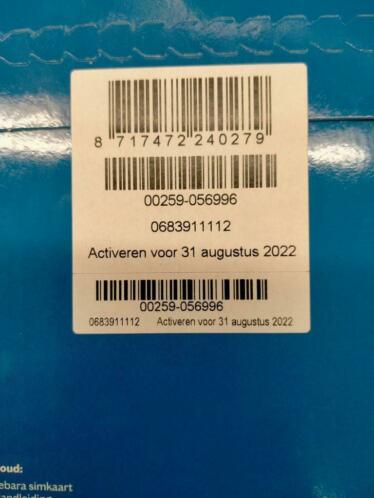 8 717472 240279
00259-056996
0683911112
Activeren voor 31 augustus 2022
00259-056996
0683911112 Activeren voor 31 augustus 2022
oud:
ebara simkaart
andleiding